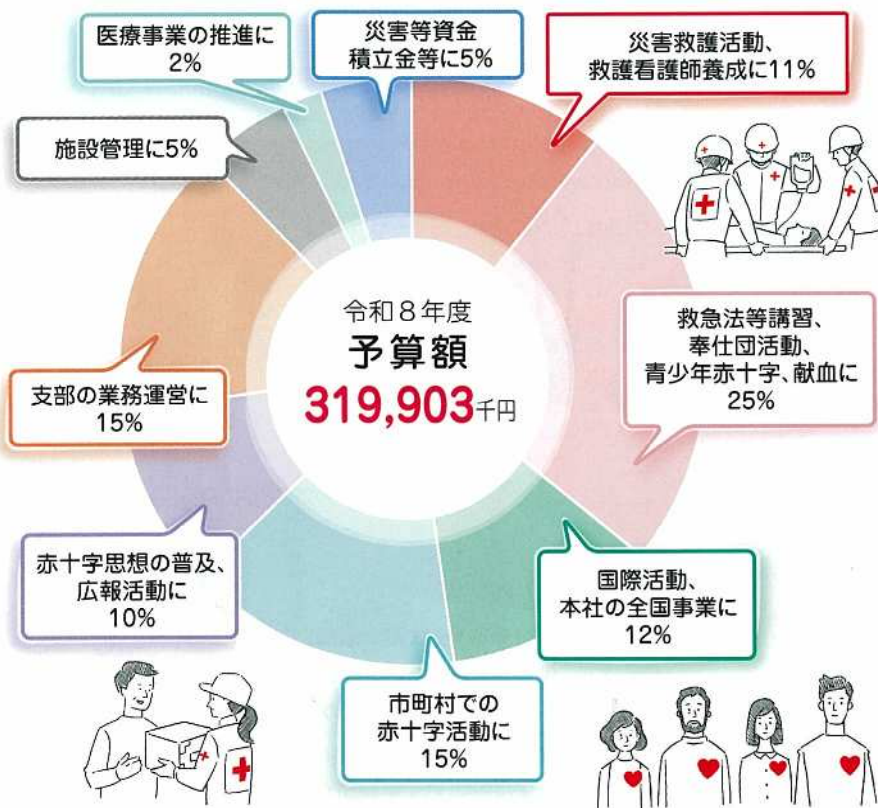 令和8年度
予算額
319,903千円
災害救護活動、
救護看護師養成に11%
救急法等講習、
奉仕団活動、
青少年赤十字、献血に
25%
国際活動、
本社の全国事業に
12%
市町村での
赤十字活動に
15%
赤十字思想の普及、
広報活動に
10%
支部の業務運営に
15%
施設管理に5%
医療事業の推進に
2%
災害等資金
積立金等に5%